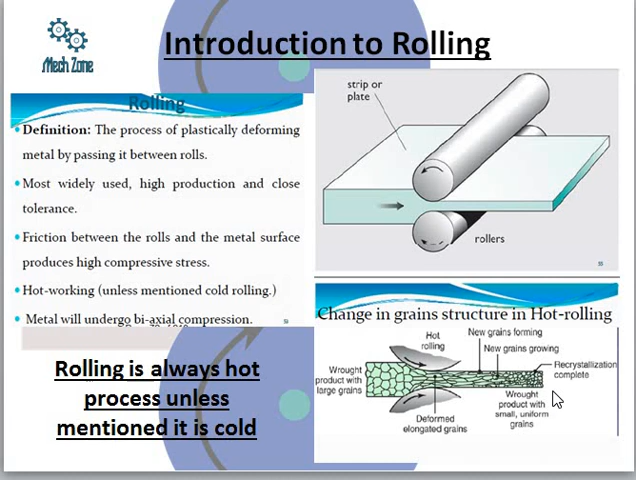 Introduction to Rolling
Mech Zone
Rolling
• Definition: The process of plastically deforming
metal by passing it between rolls.
• Most widely used, high production and close
tolerance.
• Friction between the rolls and the metal surface
produces high compressive stress.
• Hot-working (unless mentioned cold rolling.)
• Metal will undergo bi-axial compression.
Rolling is always hot
process unless
mentioned it is cold
strip or
plate
rollers
Change in grains structure in Hot-rolling
Hot
rolling
New grains forming
New grains growing
Recrystallization
complete
Wrought
product with
large grains
Deformed
elongated grains
Wrought
product with
small, uniform
grains